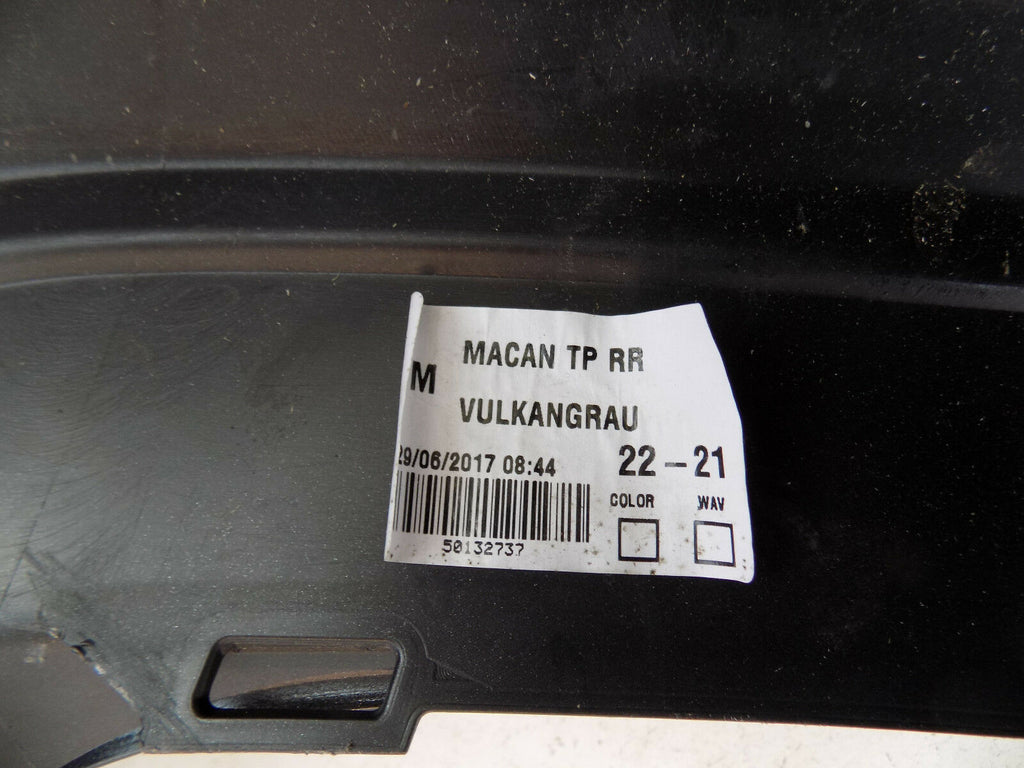 MACAN TP RR
M
VULKANGRAU
29/06/2017 08:44
22-21
COLOR WAV
50132737